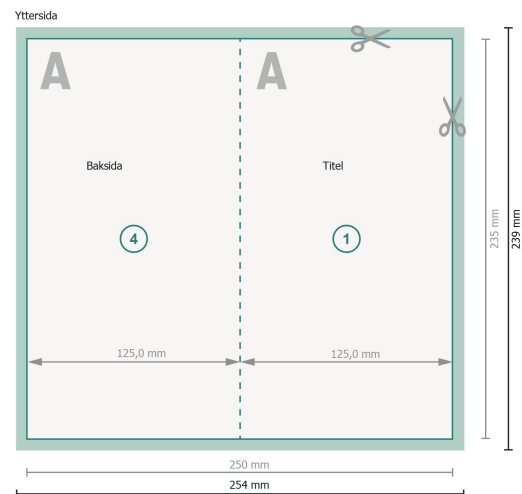 Yttersida
A
A
Baksida
Titel
4
1
235 mm
239 mm
125,0 mm
125,0 mm
250 mm
254 mm